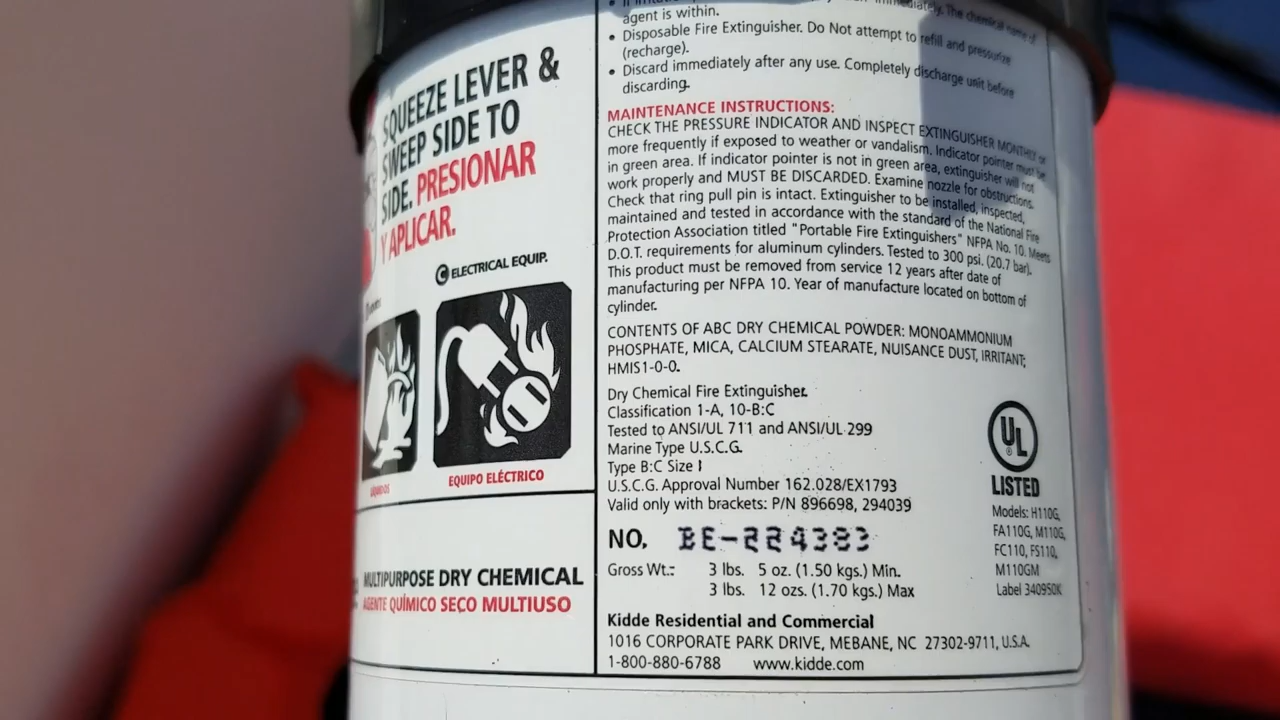 SQUEEZE LEVER &
SWEEP SIDE TO
SIDE. PRESIONAR
Y APLICAR.
C ELECTRICAL EQUIP.
EQUIPO ELÉCTRICO
MULTIPURPOSE DRY CHEMICAL
AGENTE QUÍMICO SECO MULTIUSO
immediately. The chemical name of
agent is within.
• Disposable Fire Extinguisher. Do Not attempt to refill and pressurize
(recharge).
• Discard immediately after any use. Completely discharge unit before
discarding.
MAINTENANCE INSTRUCTIONS:
CHECK THE PRESSURE INDICATOR AND INSPECT EXTINGUISHER MONTHLY or
more frequently if exposed to weather or vandalism. Indicator pointer must be
in green area. If indicator pointer is not in green area, extinguisher will not
work properly and MUST BE DISCARDED. Examine nozzle for obstructions.
Check that ring pull pin is intact. Extinguisher to be installed, inspected,
maintained and tested in accordance with the standard of the National Fire
Protection Association titled "Portable Fire Extinguishers" NFPA No. 10. Meets
D.O.T. requirements for aluminum cylinders. Tested to 300 psi. (20.7 bar).
This product must be removed from service 12 years after date of
manufacturing per NFPA 10. Year of manufacture located on bottom of
cylinder.
CONTENTS OF ABC DRY CHEMICAL POWDER: MONOAMMONIUM
PHOSPHATE, MICA, CALCIUM STEARATE, NUISANCE DUST, IRRITANT;
HMIS1-0-0.
Dry Chemical Fire Extinguisher.
Classification 1-A, 10-B:C
Tested to ANSI/UL 711 and ANSI/UL 299
Marine Type U.S.C.G.
Type B:C Size I
U.S.C.G. Approval Number 162.028/EX1793
Valid only with brackets: P/N 896698, 294039
NO. BE-224383
Gross Wt.: 3 lbs. 5 oz. (1.50 kgs.) Min.
3 lbs. 12 ozs. (1.70 kgs.) Max
UL
LISTED
Models: H110G,
FA110G, M110G,
FC110, FS110,
M110GM
Label 340950K
Kidde Residential and Commercial
1016 CORPORATE PARK DRIVE, MEBANE, NC 27302-9711, U.S.A.
1-800-880-6788 www.kidde.com